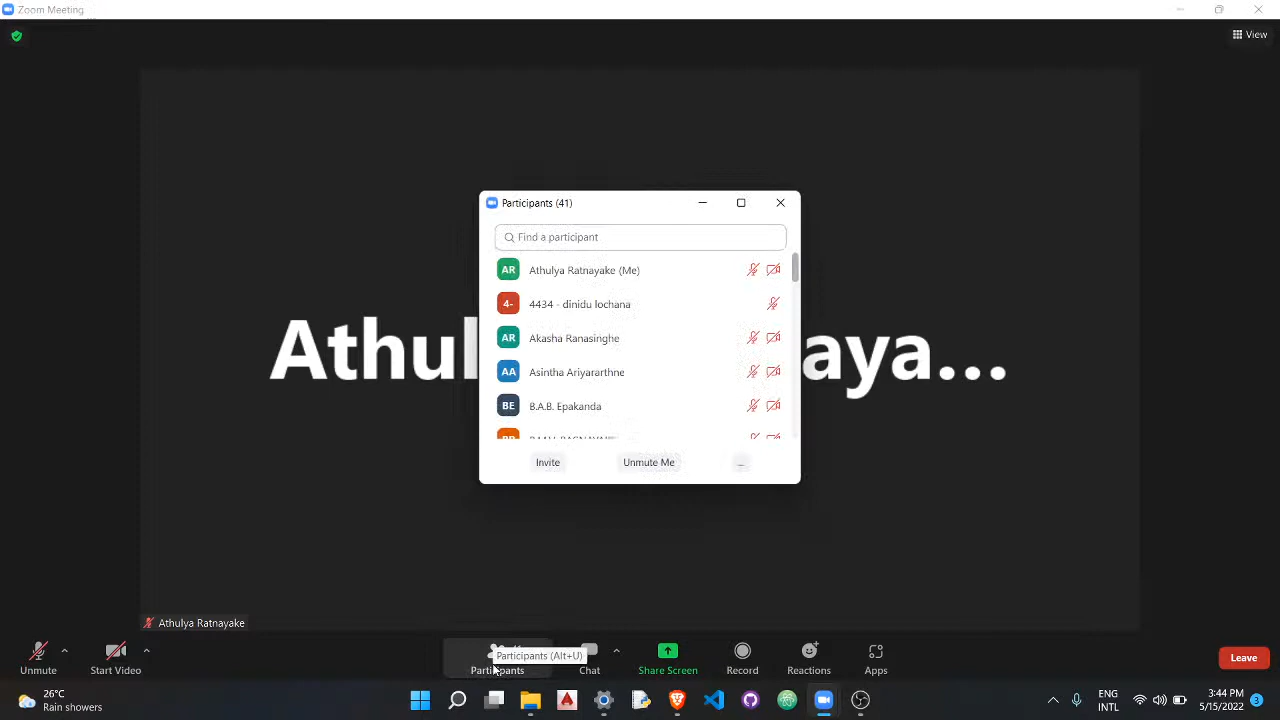 Zoom Meeting
View
Participants (41)
Find a participant
AR Athulya Ratnayake (Me)
4- 4434 - dinidu lochana
AR Akasha Ranasinghe
AA Asintha Ariyararthne
BE B.A.B. Epakanda
Invite Unmute Me ...
Athul aya...
Athulya Ratnayake
Participants (Alt+U)
Unmute Start Video Participants Chat Share Screen Record Reactions Apps Leave
26°C
Rain showers
ENG
INTL
3:44 PM
5/15/2022
3